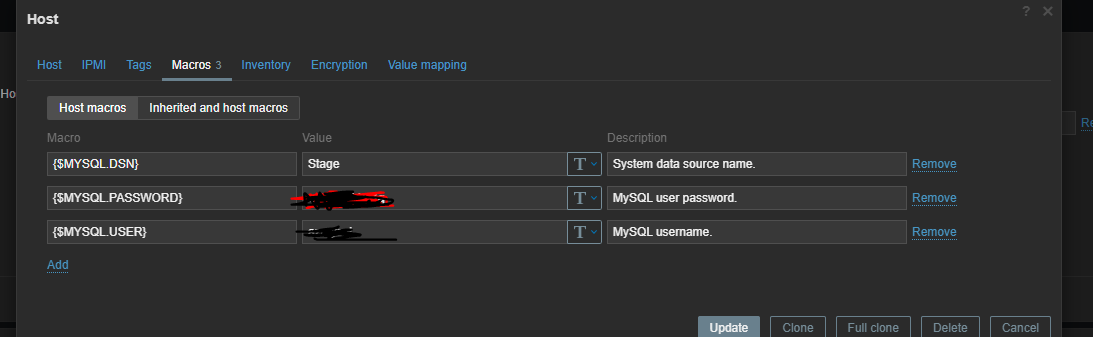 Host
? ×
Host IPMI Tags Macros 3 Inventory Encryption Value mapping
Ho
Host macros Inherited and host macros
Re
Macro Value Description
{$MYSQL.DSN} Stage T System data source name. Remove
{$MYSQL.PASSWORD} T MySQL user password. Remove
{$MYSQL.USER} T MySQL username. Remove
Add
Update Clone Full clone Delete Cancel